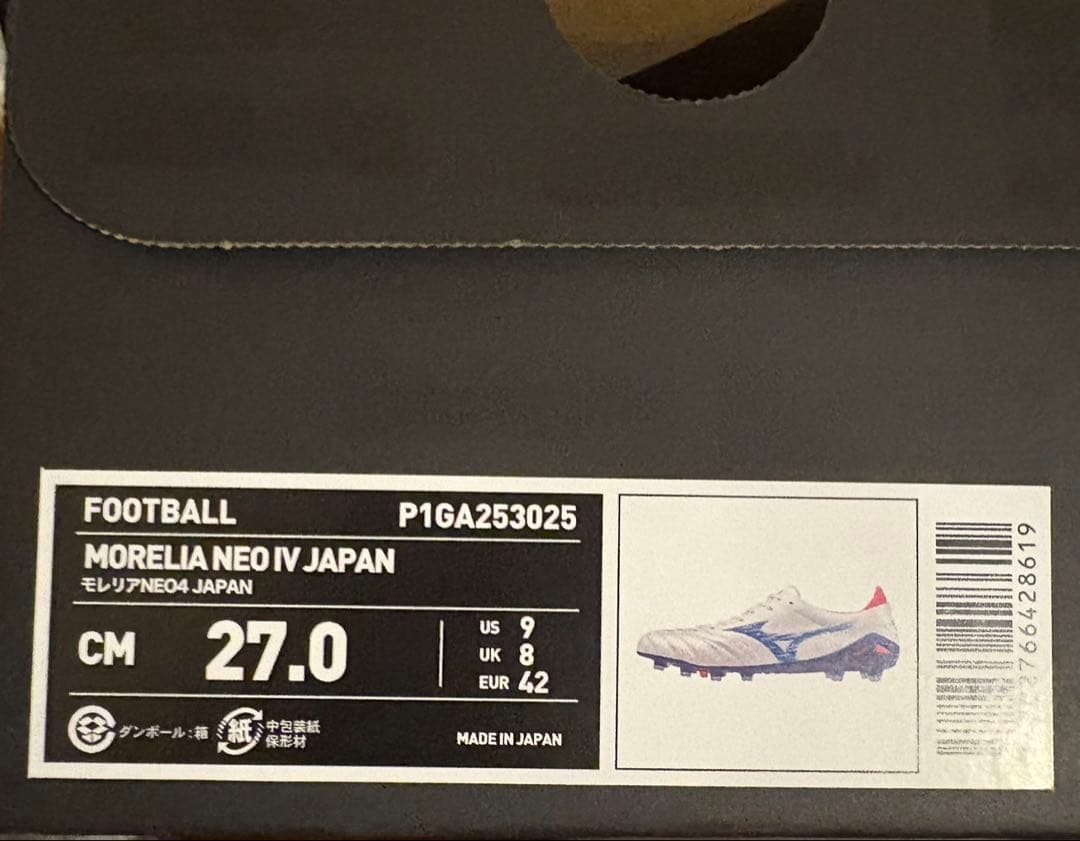 FOOTBALL P1GA253025
MORELIA NEO IV JAPAN
モレリアNEO4 JAPAN
CM 27.0
US 9
UK 8
EUR 42
ダンボール:箱
紙
中包装紙
保形材
MADE IN JAPAN